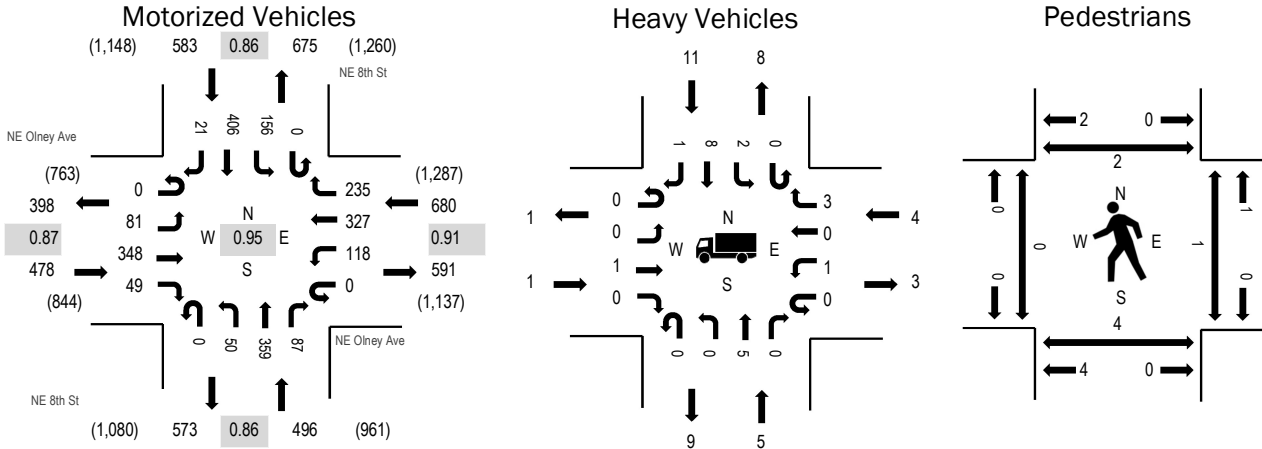 Motorized Vehicles
(1,148) 583 0.86 675 (1,260)
NE 8th St
NE Olney Ave
21 406 156 0
(763)
398
0.87
478
(844)
0
81
348
49
N
W 0.95 E
S
235
327
118
0
(1,287)
680
0.91
591
(1,137)
0 50 359 87
NE Olney Ave
NE 8th St
(1,080) 573 0.86 496 (961)
Heavy Vehicles
11 8
1 8 2 0
1
1
0
0
1
0
N
W E
S
3
0
1
0
4
3
0 0 5 0
9 5
Pedestrians
2 0
2
0
0
0
N
W E
S
1
1
0
4
4 0